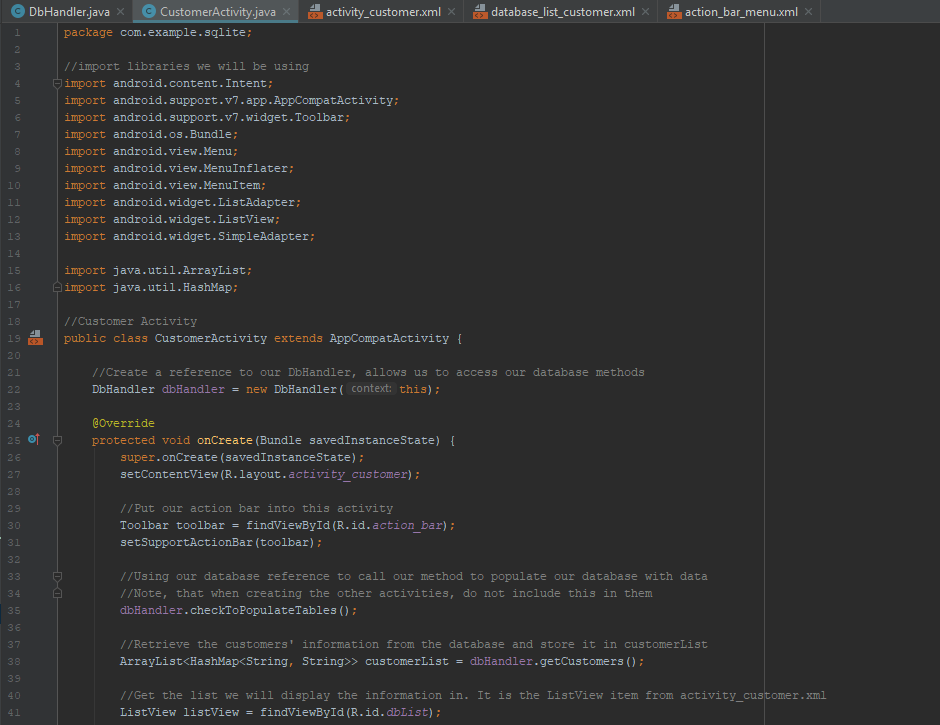 DbHandler.java CustomerActivity.java activity_customer.xml database_list_customer.xml action_bar_menu.xml
1 package com.example.sqlite;
2
3 //import libraries we will be using
4 import android.content.Intent;
5 import android.support.v7.app.AppCompatActivity;
6 import android.support.v7.widget.Toolbar;
7 import android.os.Bundle;
8 import android.view.Menu;
9 import android.view.MenuInflater;
10 import android.view.MenuItem;
11 import android.widget.ListAdapter;
12 import android.widget.ListView;
13 import android.widget.SimpleAdapter;
14
15 import java.util.ArrayList;
16 import java.util.HashMap;
17
18 //Customer Activity
19 public class CustomerActivity extends AppCompatActivity {
20
21 //Create a reference to our DbHandler, allows us to access our database methods
22 DbHandler dbHandler = new DbHandler( context: this);
23
24 @Override
25 protected void onCreate(Bundle savedInstanceState) {
26 super.onCreate(savedInstanceState);
27 setContentView(R.layout.activity_customer);
28
29 //Put our action bar into this activity
30 Toolbar toolbar = findViewById(R.id.action_bar);
31 setSupportActionBar(toolbar);
32
33 //Using our database reference to call our method to populate our database with data
34 //Note, that when creating the other activities, do not include this in them
35 dbHandler.checkToPopulateTables();
36
37 //Retrieve the customers' information from the database and store it in customerList
38 ArrayList<HashMap<String, String>> customerList = dbHandler.getCustomers();
39
40 //Get the list we will display the information in. It is the ListView item from activity_customer.xml
41 ListView listView = findViewById(R.id.dbList);